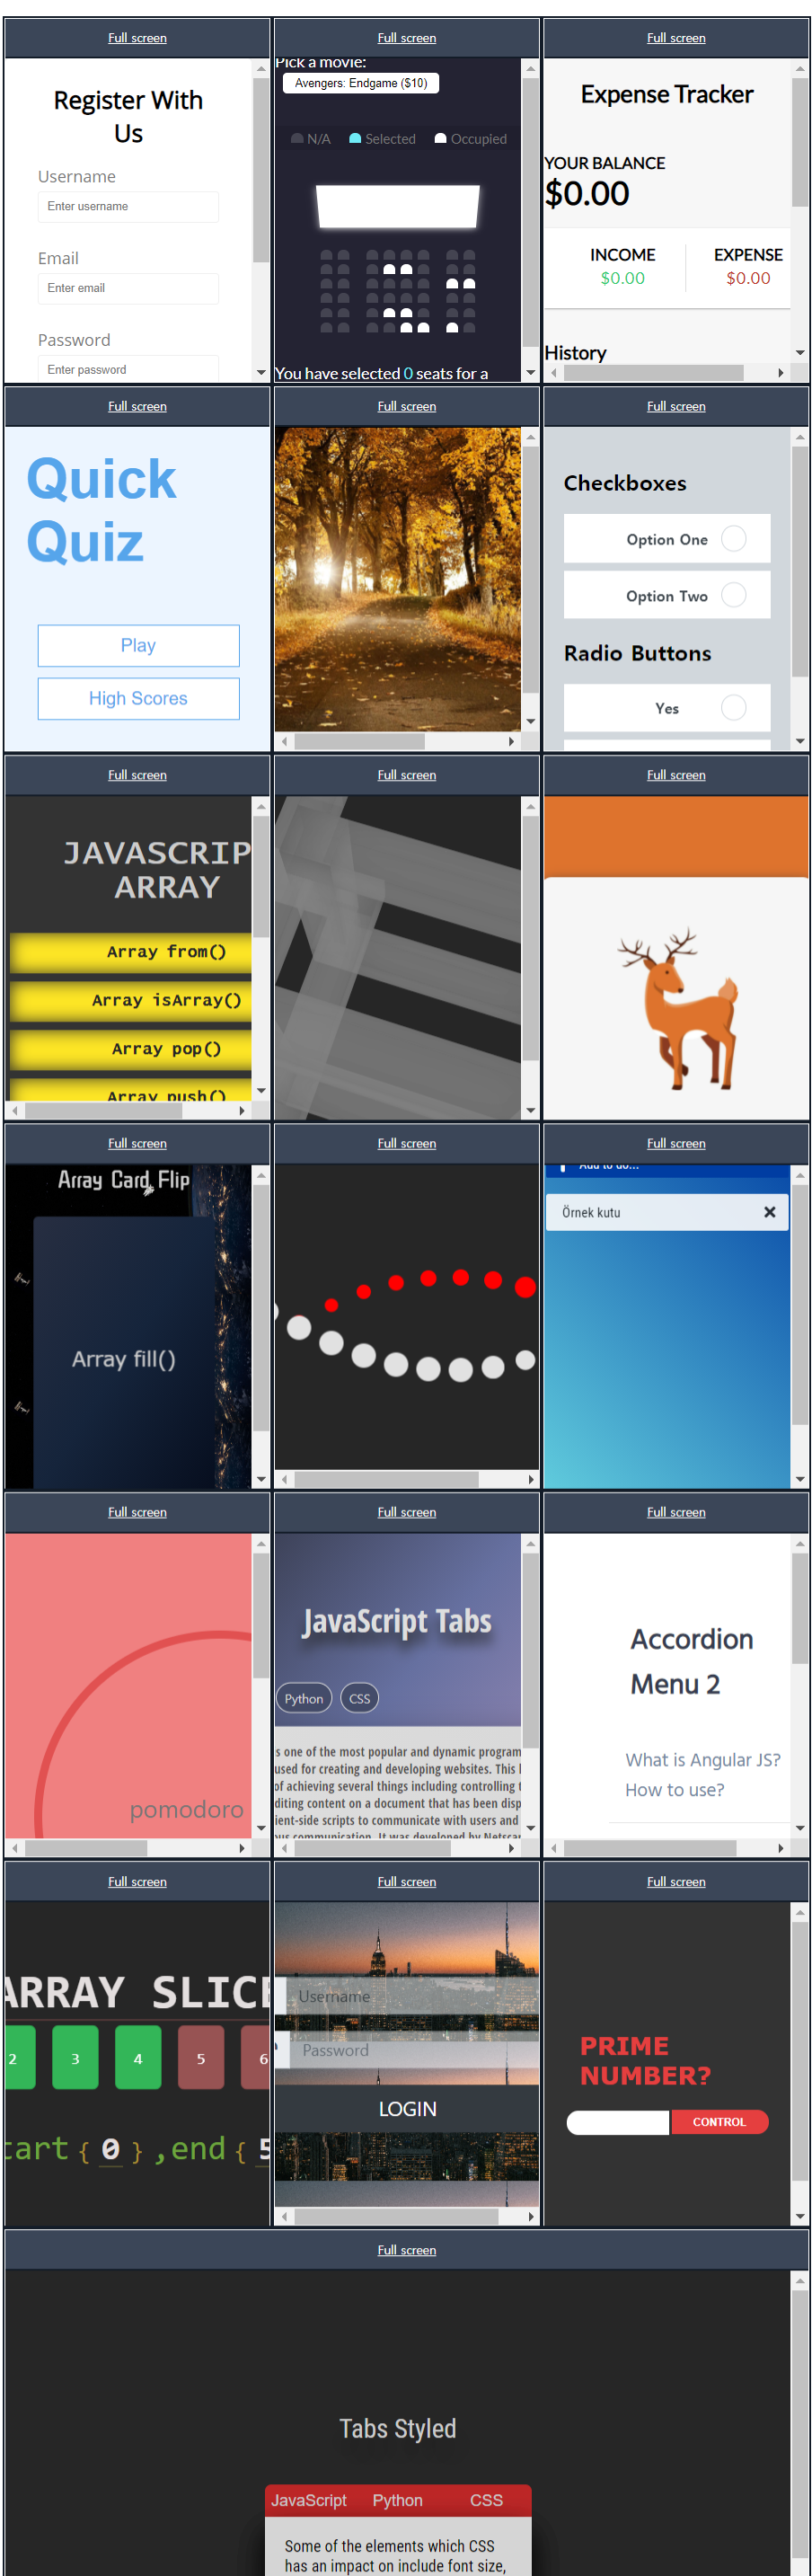 Full screen
Full screen
Full screen
Register With
Us
Username
Enter username
Email
Enter email
Password
Enter password
Pick a movie:
Avengers: Endgame ($10)
N/A
Selected
Occupied
You have selected 0 seats for a
Expense Tracker
YOUR BALANCE
$0.00
INCOME
$0.00
EXPENSE
$0.00
History
Full screen
Full screen
Full screen
Quick
Quiz
Play
High Scores
Checkboxes
Option One
Option Two
Radio Buttons
Yes
Full screen
Full screen
Full screen
JAVASCRIP
ARRAY
Array from()
Array isArray()
Array pop()
Array push()
Full screen
Full screen
Full screen
Array Card Flip
Array fill()
Add to do...
Örnek kutu
Full screen
Full screen
Full screen
pomodoro
JavaScript Tabs
Python
CSS
s one of the most popular and dynamic program
used for creating and developing websites. This l
of achieving several things including controlling t
diting content on a document that has been disp
ient-side scripts to communicate with users and
ous communication. It was developed by Netscap
Accordion
Menu 2
What is Angular JS?
How to use?
Full screen
Full screen
Full screen
ARRAY SLIC
2
3
4
5
6
tart { 0 } ,end { 5
Username
Password
LOGIN
PRIME
NUMBER?
CONTROL
Full screen
Tabs Styled
JavaScript
Python
CSS
Some of the elements which CSS
has an impact on include font size,